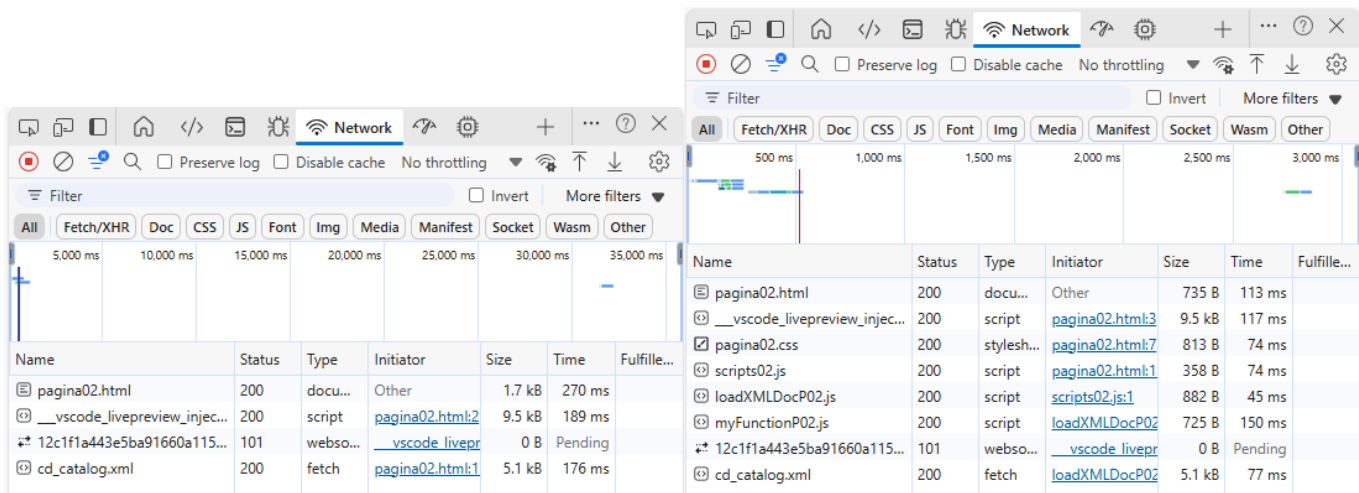 Network
Preserve log Disable cache No throttling
Filter Invert More filters
All Fetch/XHR Doc CSS JS Font Img Media Manifest Socket Wasm Other
5,000 ms 10,000 ms 15,000 ms 20,000 ms 25,000 ms 30,000 ms 35,000 ms
Name Status Type Initiator Size Time Fulfille...
pagina02.html 200 docu... Other 1.7 kB 270 ms
__vscode_livepreview_injec... 200 script pagina02.html:2 9.5 kB 189 ms
12c1f1a443e5ba91660a115... 101 webso... __vscode_livepr 0 B Pending
cd_catalog.xml 200 fetch pagina02.html:1 5.1 kB 176 ms
Network
Preserve log Disable cache No throttling
Filter Invert More filters
All Fetch/XHR Doc CSS JS Font Img Media Manifest Socket Wasm Other
500 ms 1,000 ms 1,500 ms 2,000 ms 2,500 ms 3,000 ms
Name Status Type Initiator Size Time Fulfille...
pagina02.html 200 docu... Other 735 B 113 ms
__vscode_livepreview_injec... 200 script pagina02.html:3 9.5 kB 117 ms
pagina02.css 200 stylesh... pagina02.html:7 813 B 74 ms
scripts02.js 200 script pagina02.html:1 358 B 74 ms
loadXMLDocP02.js 200 script scripts02.js:1 882 B 45 ms
myFunctionP02.js 200 script loadXMLDocP02 725 B 150 ms
12c1f1a443e5ba91660a115... 101 webso... __vscode_livepr 0 B Pending
cd_catalog.xml 200 fetch loadXMLDocP02 5.1 kB 77 ms